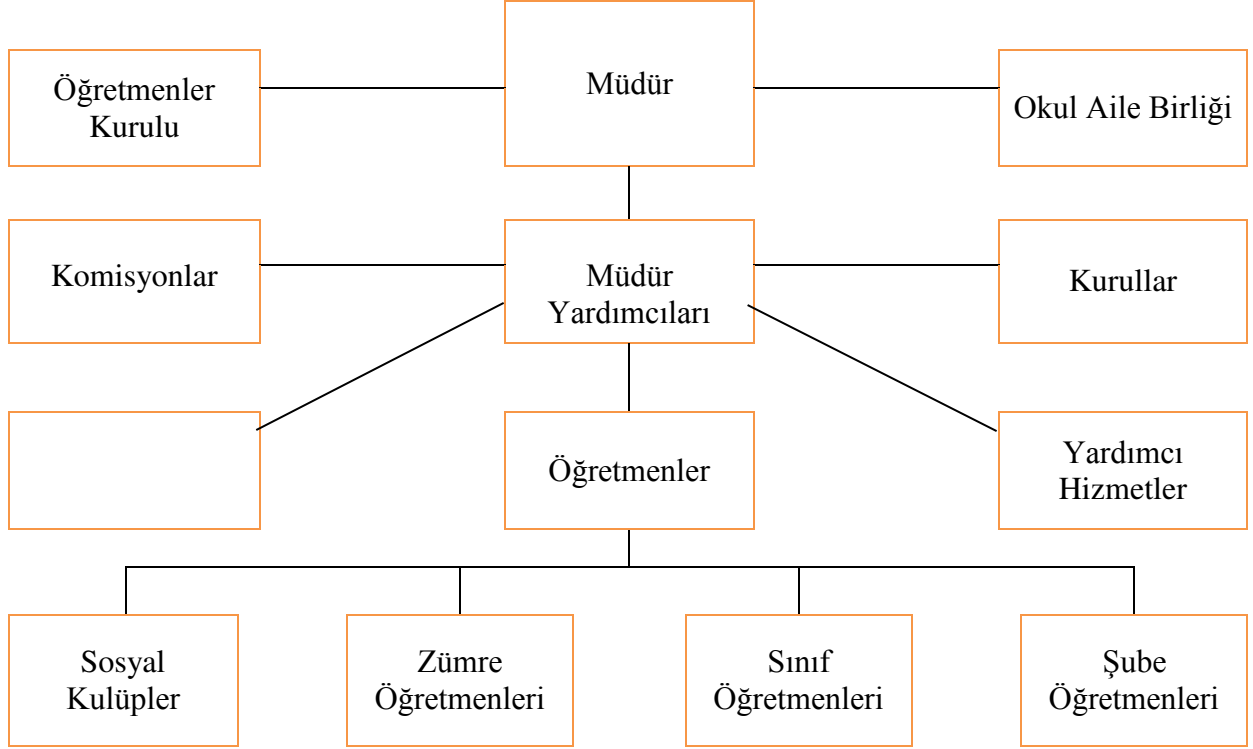 Müdür
Öğretmenler
Kurulu
Okul Aile Birliği
Komisyonlar
Müdür
Yardımcıları
Kurullar
Öğretmenler
Yardımcı
Hizmetler
Sosyal
Kulüpler
Zümre
Öğretmenleri
Sınıf
Öğretmenleri
Şube
Öğretmenleri